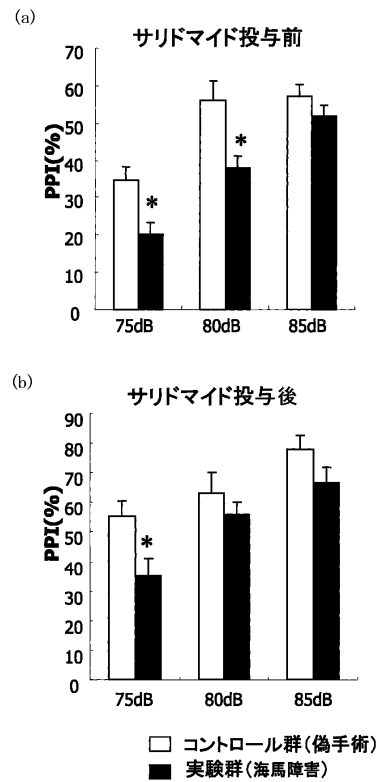 (a)
サリドマイド投与前
PPI(%)
70
60
50
40
30
20
10
0
*
*
75dB
80dB
85dB
(b)
サリドマイド投与後
PPI(%)
90
80
70
60
50
40
30
20
10
0
*
75dB
80dB
85dB
コントロール群(偽手術)
実験群(海馬障害)